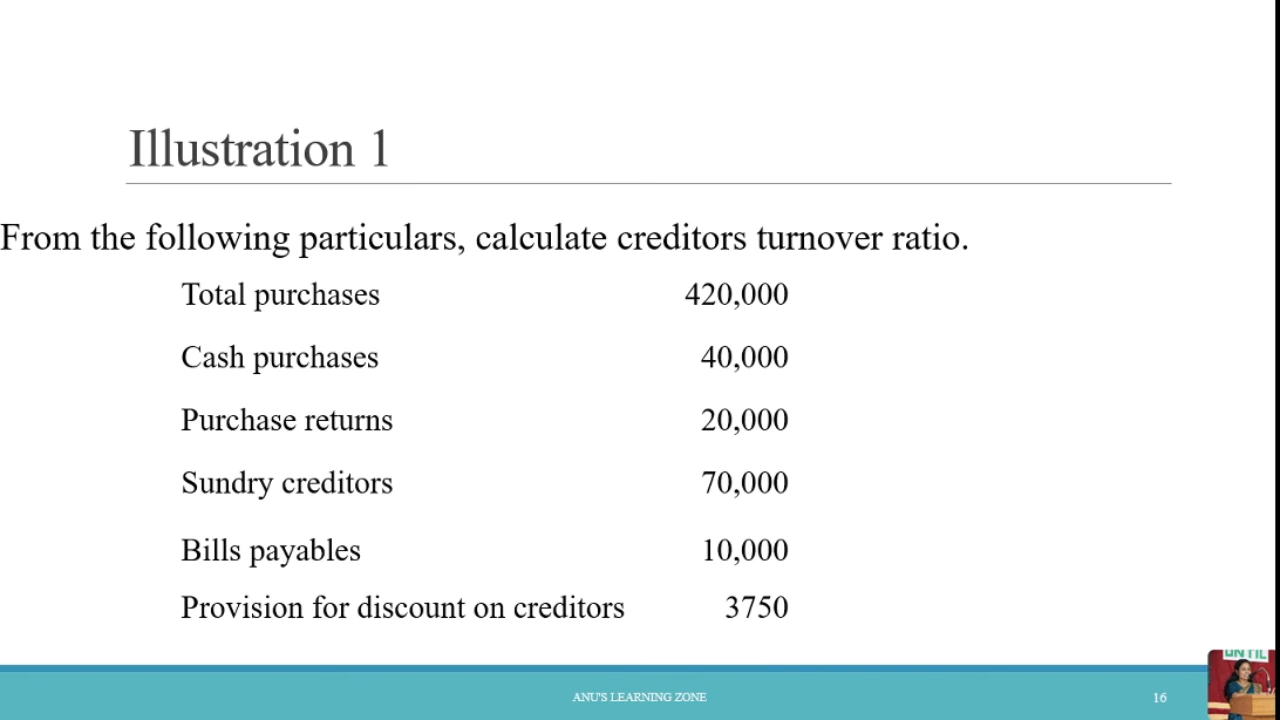 Illustration 1
From the following particulars, calculate creditors turnover ratio.
Total purchases 420,000
Cash purchases 40,000
Purchase returns 20,000
Sundry creditors 70,000
Bills payables 10,000
Provision for discount on creditors 3750
ANU'S LEARNING ZONE 16